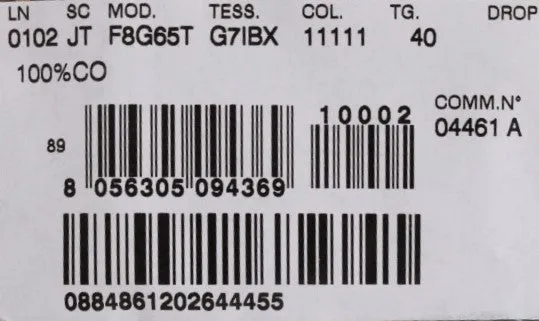 LN SC MOD. TESS. COL. TG. DROP
0102 JT F8G65T G7IBX 11111 40
100%CO
COMM.N°
04461 A
10002
89
8 056305 094369
0884861202644455